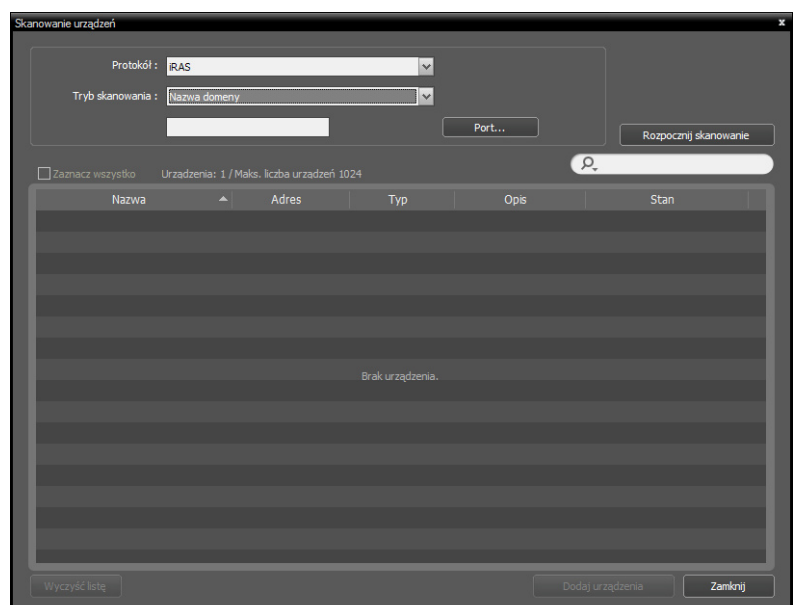 Skanowanie urządzeń x
Protokół : iRAS
Tryb skanowania : Nazwa domeny
Port... Rozpocznij skanowanie
Zaznacz wszystko Urządzenia: 1 / Maks. liczba urzadzeń 1024
Nazwa Adres Typ Opis Stan
Brak urządzenia.
Wyczyść listę Dodaj urządzenia Zamknij